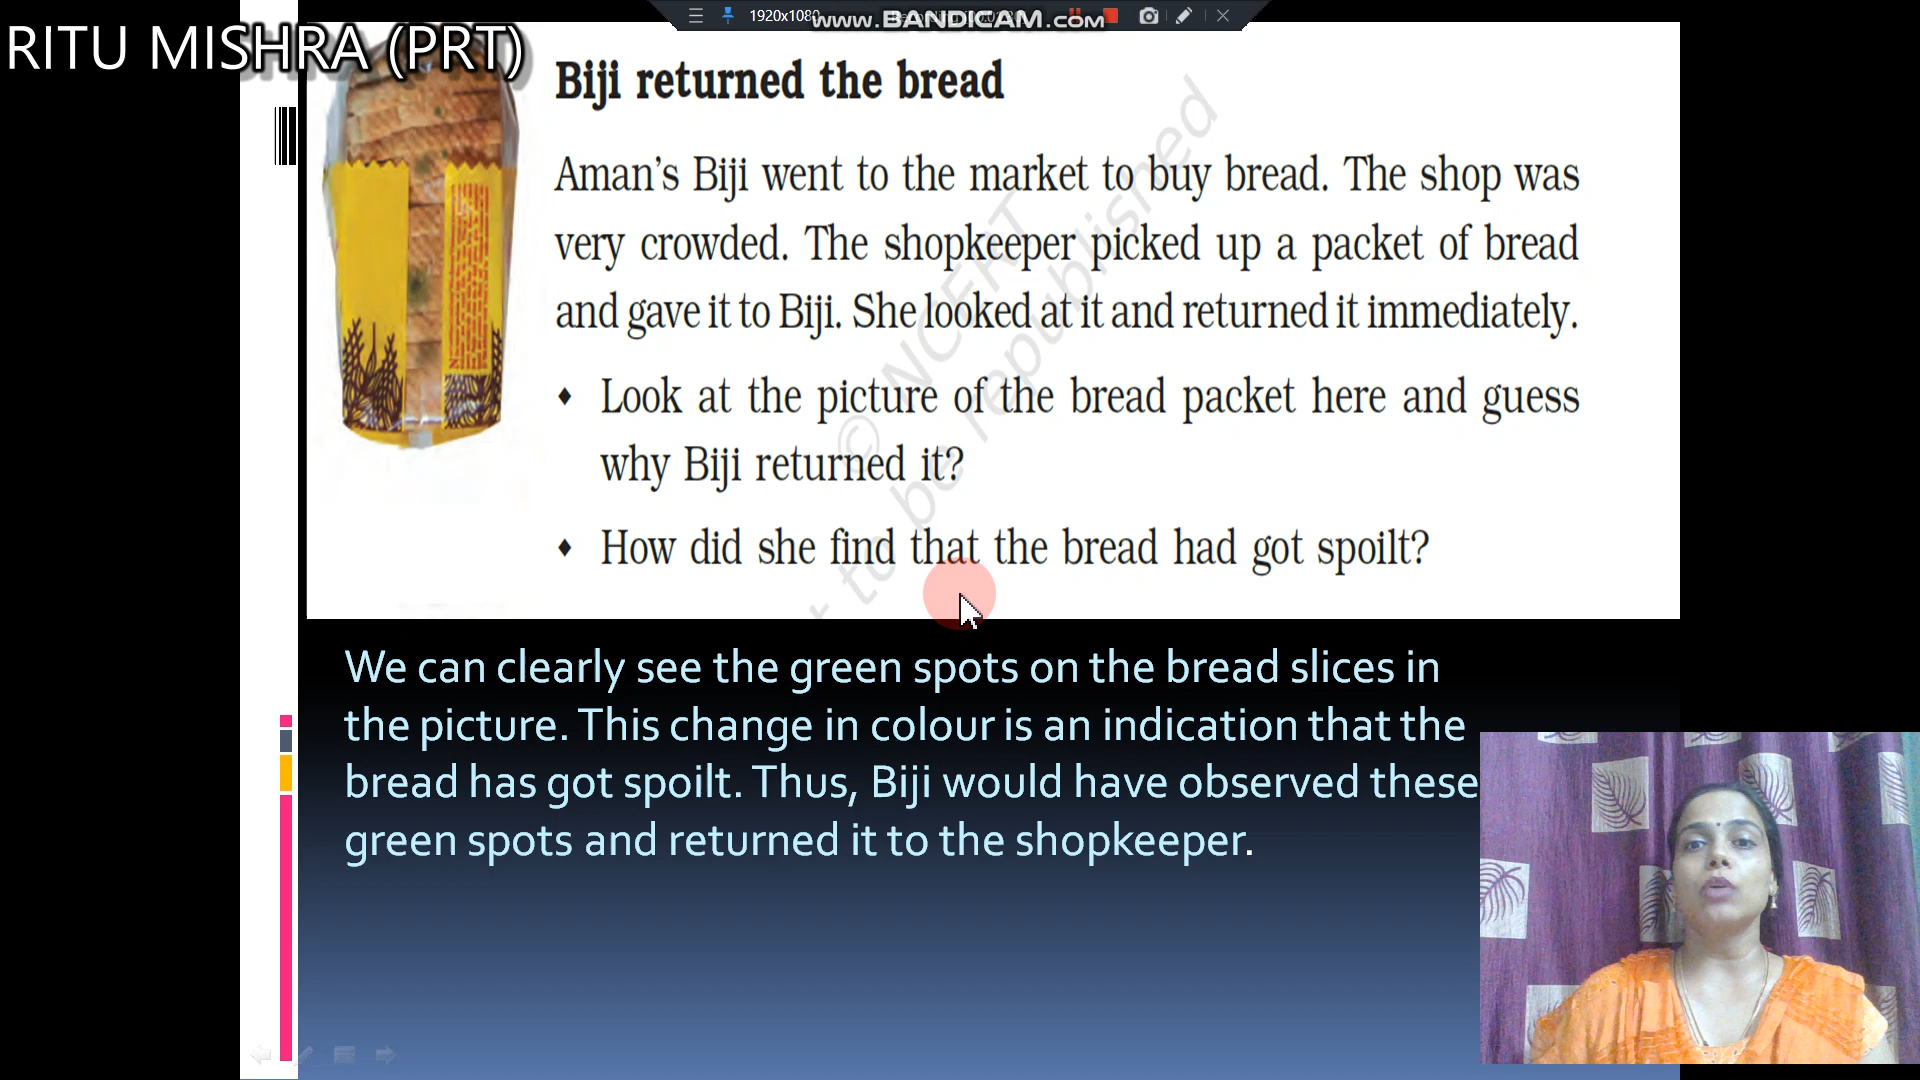 1920x1080
www.BANDICAM.com
RITU MISHRA (PRT)
Biji returned the bread
Aman’s Biji went to the market to buy bread. The shop was
very crowded. The shopkeeper picked up a packet of bread
and gave it to Biji. She looked at it and returned it immediately.
♦ Look at the picture of the bread packet here and guess
why Biji returned it?
♦ How did she find that the bread had got spoilt?
© NCERT
be republished
We can clearly see the green spots on the bread slices in
the picture. This change in colour is an indication that the
bread has got spoilt. Thus, Biji would have observed these
green spots and returned it to the shopkeeper.